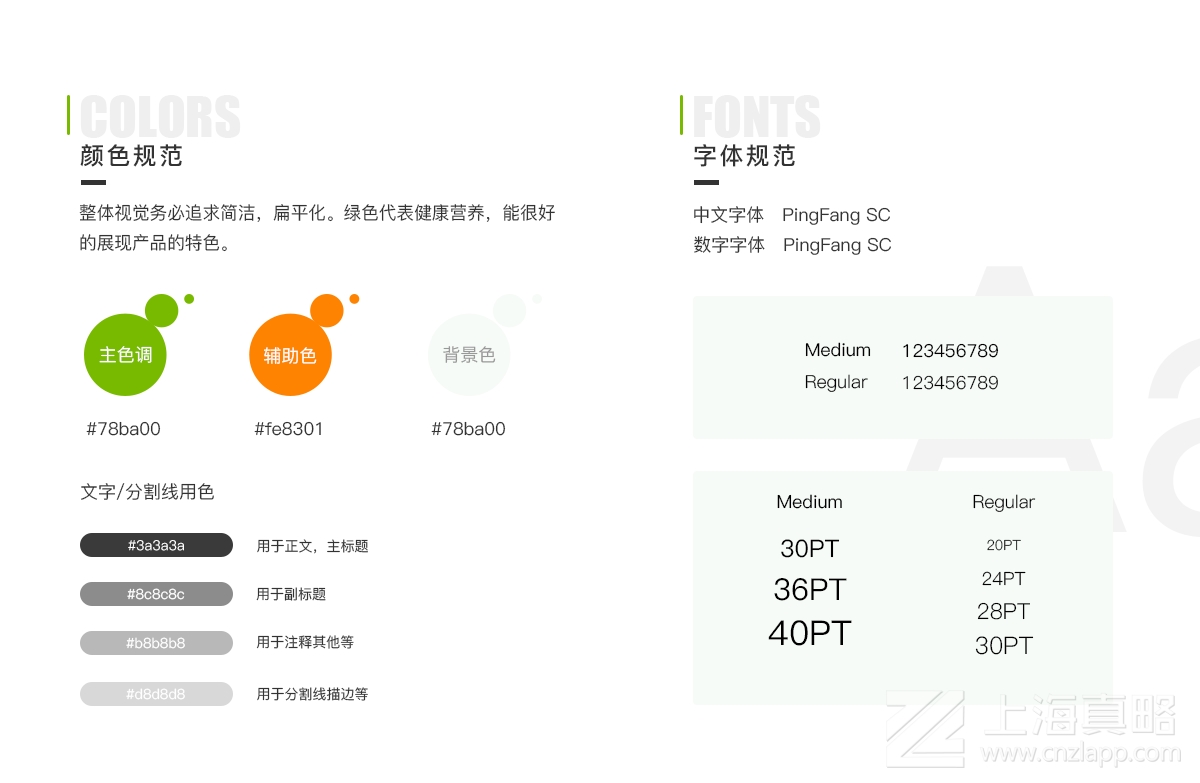 COLORS
颜色规范
整体视觉务必追求简洁，扁平化。绿色代表健康营养，能很好
的展现产品的特色。
主色调
辅助色
背景色
#78ba00
#fe8301
#78ba00
文字/分割线用色
#3a3a3a 用于正文，主标题
#8c8c8c 用于副标题
#b8b8b8 用于注释其他等
#d8d8d8 用于分割线描边等
FONTS
字体规范
中文字体 PingFang SC
数字字体 PingFang SC
Aa
Medium 123456789
Regular 123456789
Medium
30PT
36PT
40PT
Regular
20PT
24PT
28PT
30PT
上海真略
www.cnzlapp.com